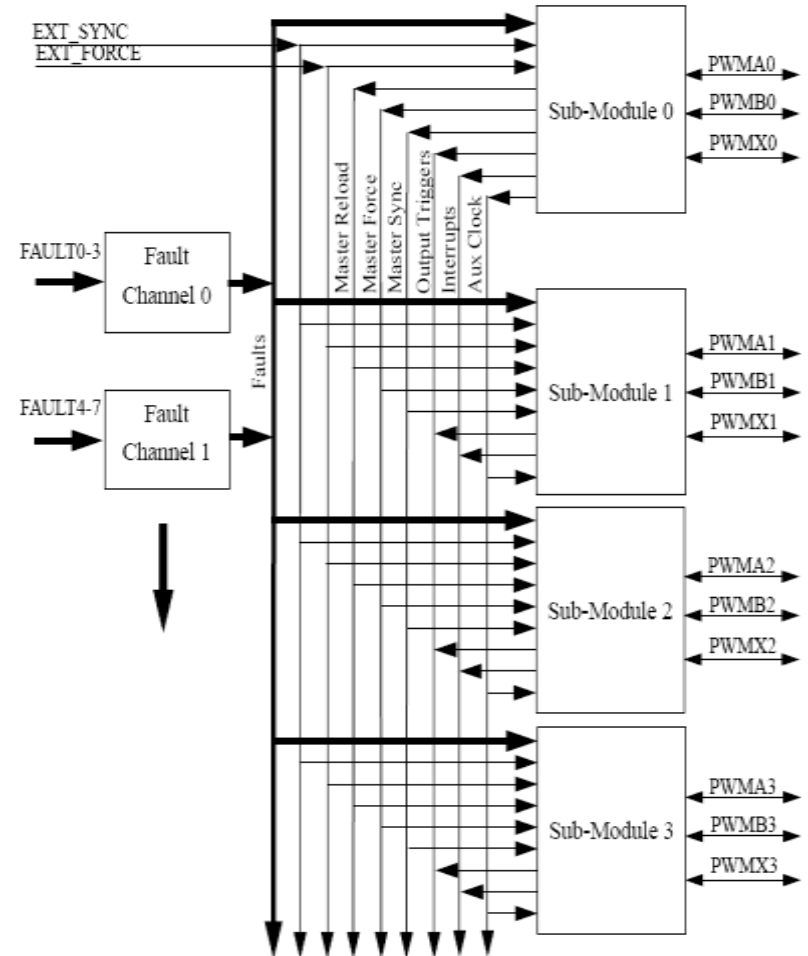 EXT_SYNC
EXT_FORCE
Sub-Module 0
PWMA0
PWMB0
PWMX0
Master Reload
Master Force
Master Sync
Output Triggers
Interrupts
Aux Clock
FAULT0-3
Fault
Channel 0
Faults
Sub-Module 1
PWMA1
PWMB1
PWMX1
FAULT4-7
Fault
Channel 1
Sub-Module 2
PWMA2
PWMB2
PWMX2
Sub-Module 3
PWMA3
PWMB3
PWMX3